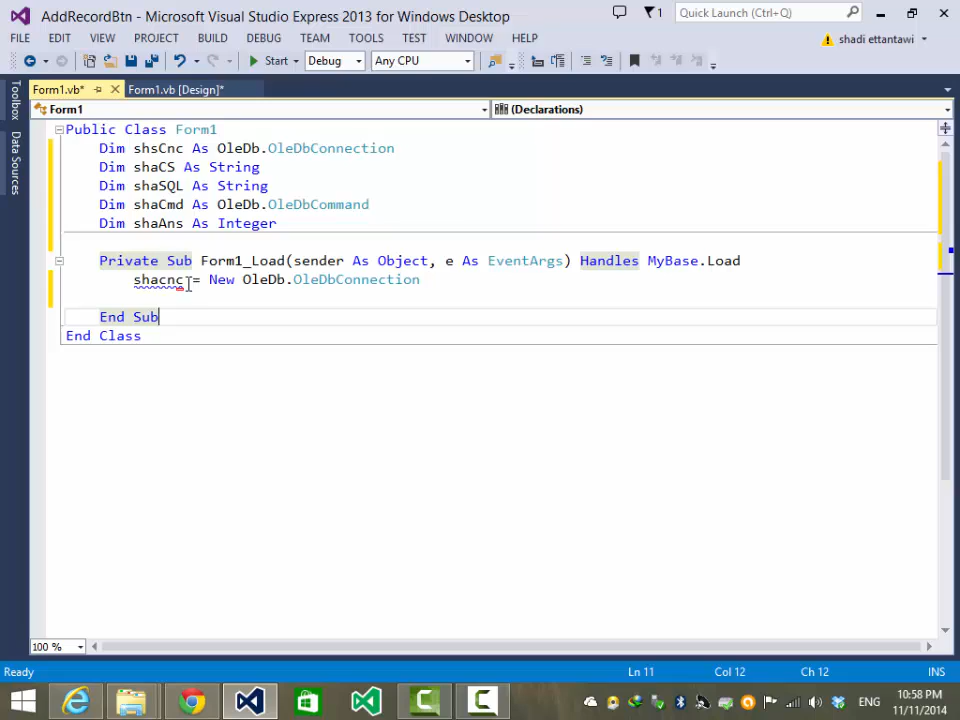 AddRecordBtn - Microsoft Visual Studio Express 2013 for Windows Desktop
1
Quick Launch (Ctrl+Q)
FILE EDIT VIEW PROJECT BUILD DEBUG TEAM TOOLS TEST WINDOW HELP
shadi ettantawi
Start Debug Any CPU
Toolbox
Data Sources
Form1.vb* Form1.vb [Design]*
Form1 (Declarations)
Public Class Form1
Dim shsCnc As OleDb.OleDbConnection
Dim shaCS As String
Dim shaSQL As String
Dim shaCmd As OleDb.OleDbCommand
Dim shaAns As Integer
Private Sub Form1_Load(sender As Object, e As EventArgs) Handles MyBase.Load
shacnc = New OleDb.OleDbConnection
End Sub
End Class
100 %
Ready Ln 11 Col 12 Ch 12 INS
ENG
10:58 PM
11/11/2014